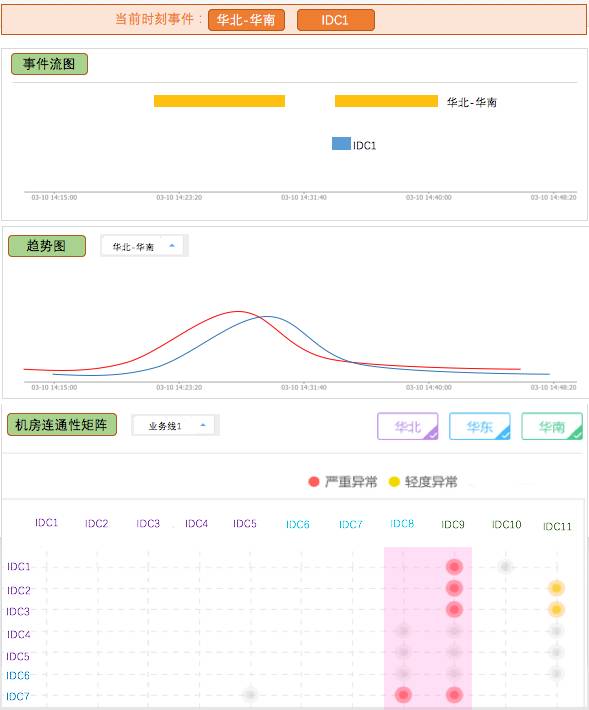 当前时刻事件： 华北-华南 IDC1
事件流图
华北-华南
IDC1
03-10 14:15:00 03-10 14:23:20 03-10 14:31:40 03-10 14:40:00 03-10 14:48:20
趋势图 华北-华南
03-10 14:15:00 03-10 14:23:20 03-10 14:31:40 03-10 14:40:00 03-10 14:48:20
机房连通性矩阵 业务线1 华北 华东 华南
严重异常 轻度异常
IDC1 IDC2 IDC3 IDC4 IDC5 IDC6 IDC7 IDC8 IDC9 IDC10 IDC11
IDC1
IDC2
IDC3
IDC4
IDC5
IDC6
IDC7